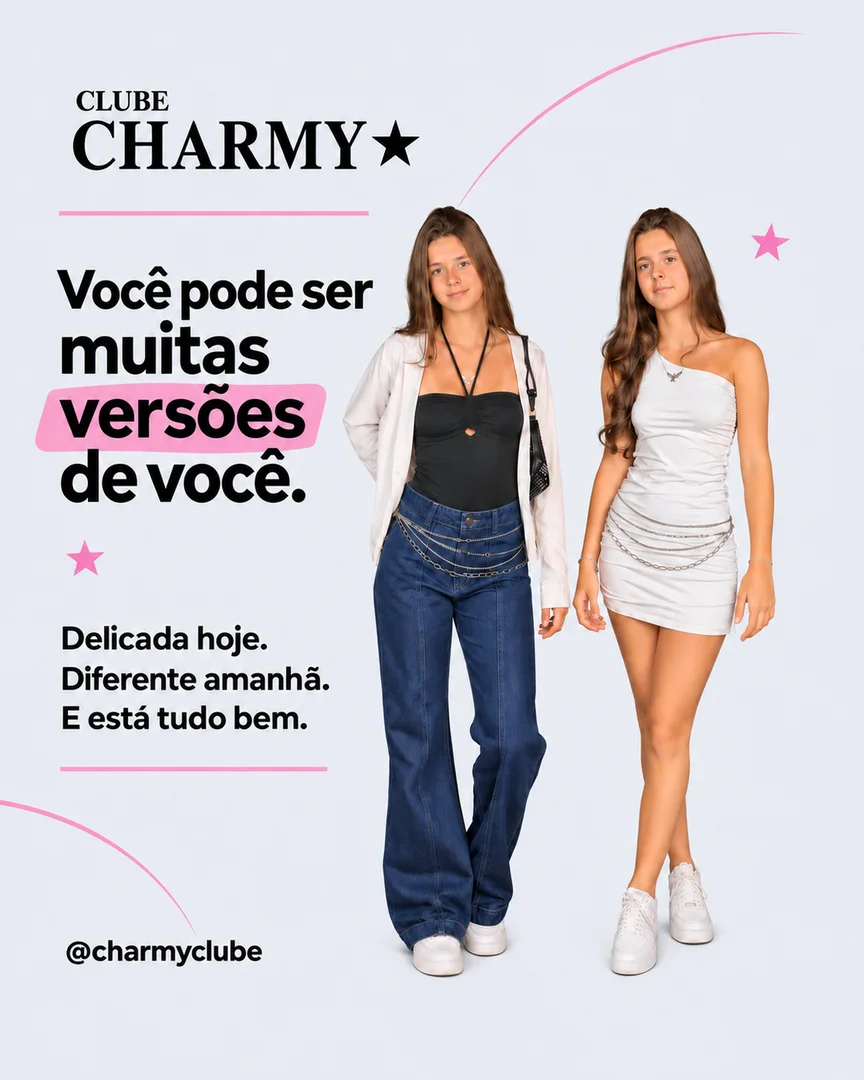 CLUBE
CHARMY★
Você pode ser
muitas
versões
de você.
Delicada hoje.
Diferente amanhã.
E está tudo bem.
@charmyclube